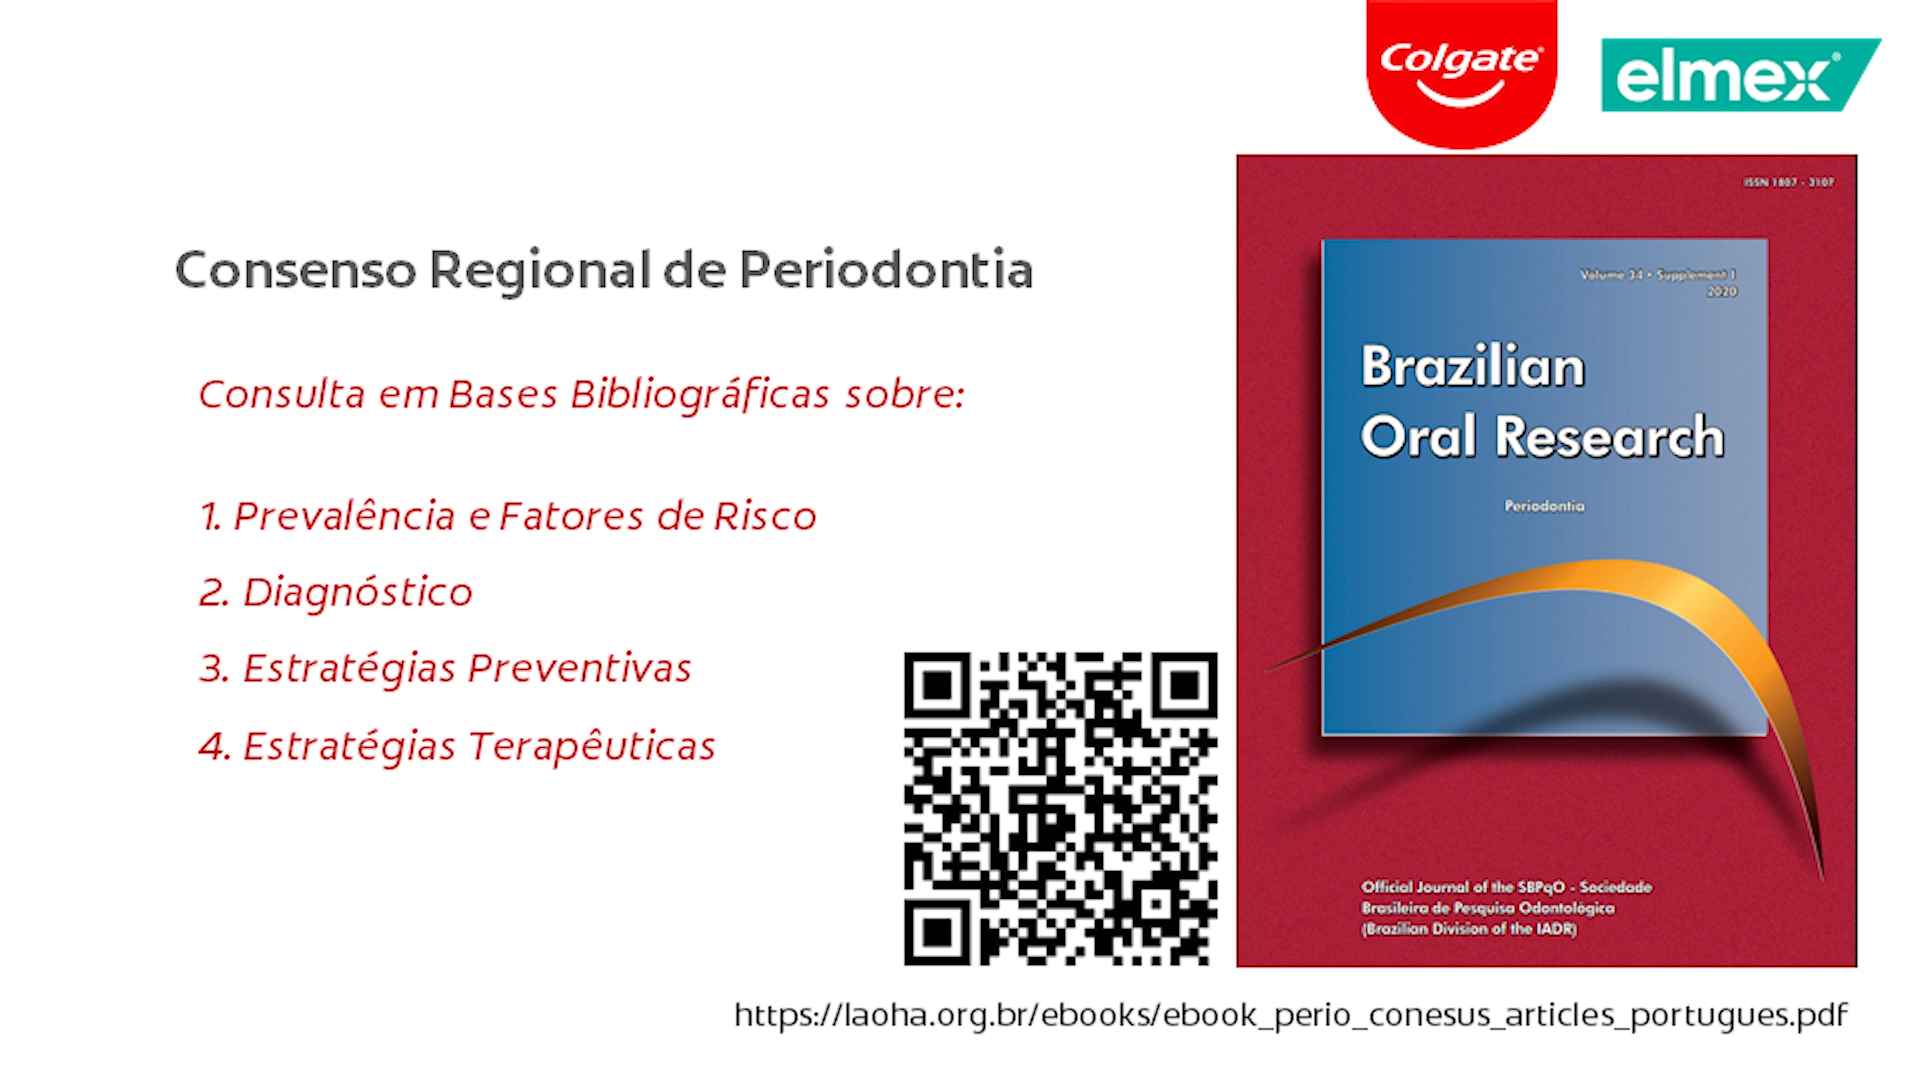 Colgate®
elmex®
Consenso Regional de Periodontia
Consulta em Bases Bibliográficas sobre:
1. Prevalência e Fatores de Risco
2. Diagnóstico
3. Estratégias Preventivas
4. Estratégias Terapêuticas
ISSN 1807 - 3107
Volume 34 • Supplement I
2020
Brazilian
Oral Research
Periodontia
Official Journal of the SBPqO - Sociedade
Brasileira de Pesquisa Odontológica
(Brazilian Division of the IADR)
https://laoha.org.br/ebooks/ebook_perio_conesus_articles_portugues.pdf